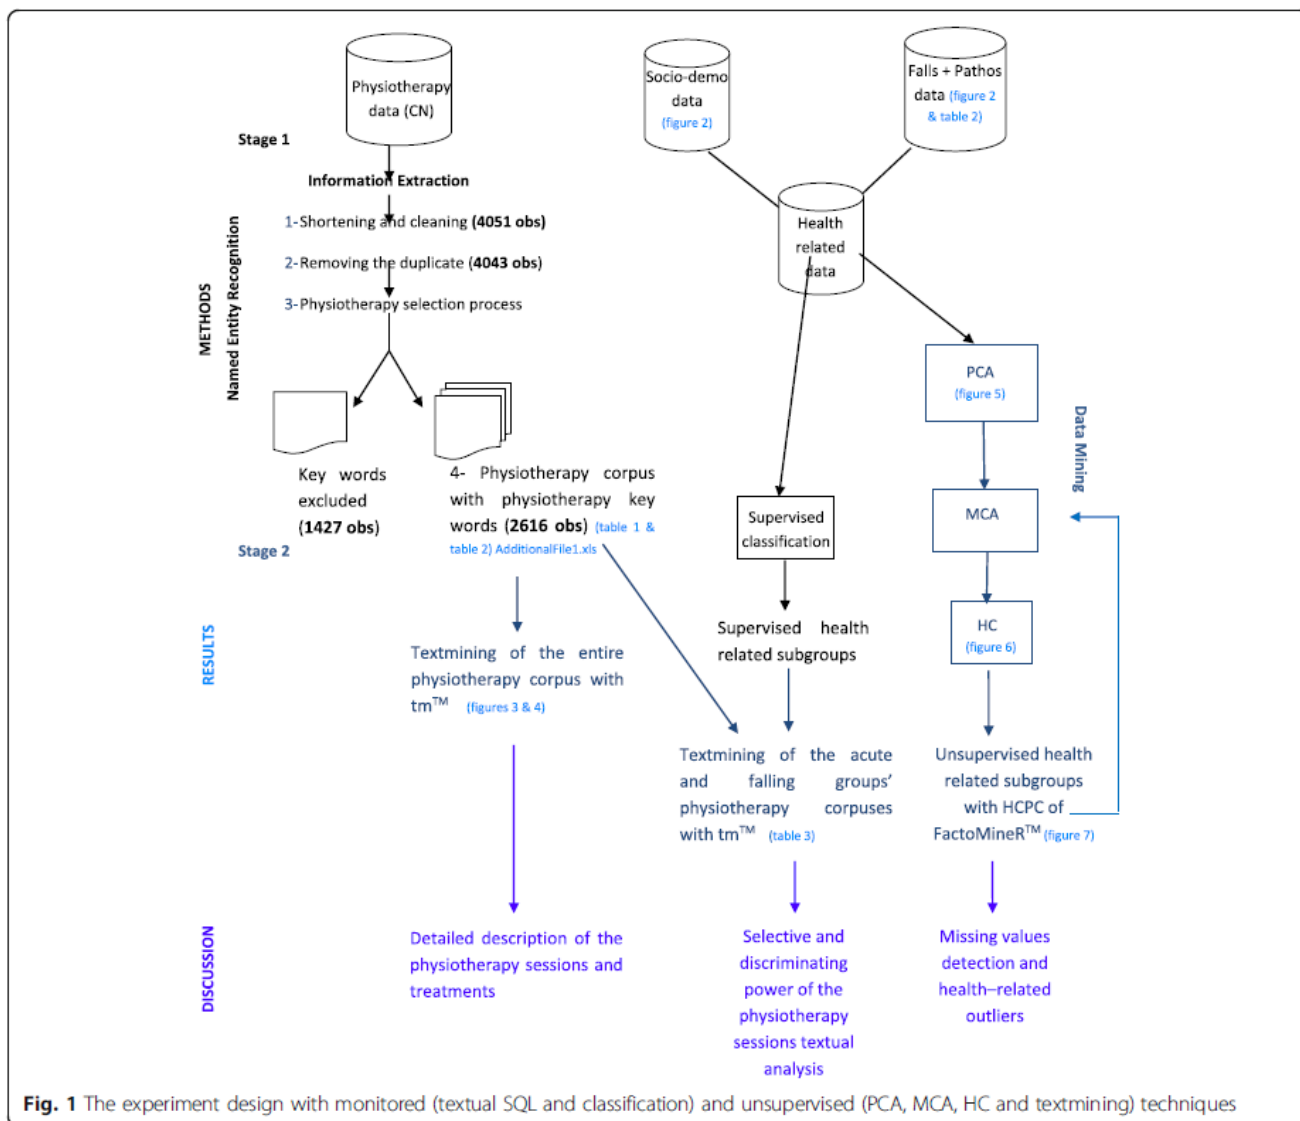 Physiotherapy
data (CN)
Socio-demo
data
(figure 2)
Falls + Pathos
data (figure 2
& table 2)
Stage 1
Information Extraction
1-Shortening and cleaning (4051 obs)
2-Removing the duplicate (4043 obs)
3-Physiotherapy selection process
Health
related
data
METHODS
Named Entity Recognition
PCA
(figure 5)
Data Mining
Key words
excluded
(1427 obs)
4- Physiotherapy corpus
with physiotherapy key
words (2616 obs) (table 1 &
table 2) AdditionalFile1.xls
Supervised
classification
MCA
Stage 2
RESULTS
Textmining of the entire
physiotherapy corpus with
tm™ (figures 3 & 4)
Supervised health
related subgroups
HC
(figure 6)
Textmining of the acute
and falling groups'
physiotherapy corpuses
with tm™ (table 3)
Unsupervised health
related subgroups
with HCPC of
FactoMineR™ (figure 7)
DISCUSSION
Detailed description of the
physiotherapy sessions and
treatments
Selective and
discriminating
power of the
physiotherapy
sessions textual
analysis
Missing values
detection and
health–related
outliers
Fig. 1 The experiment design with monitored (textual SQL and classification) and unsupervised (PCA, MCA, HC and textmining) techniques